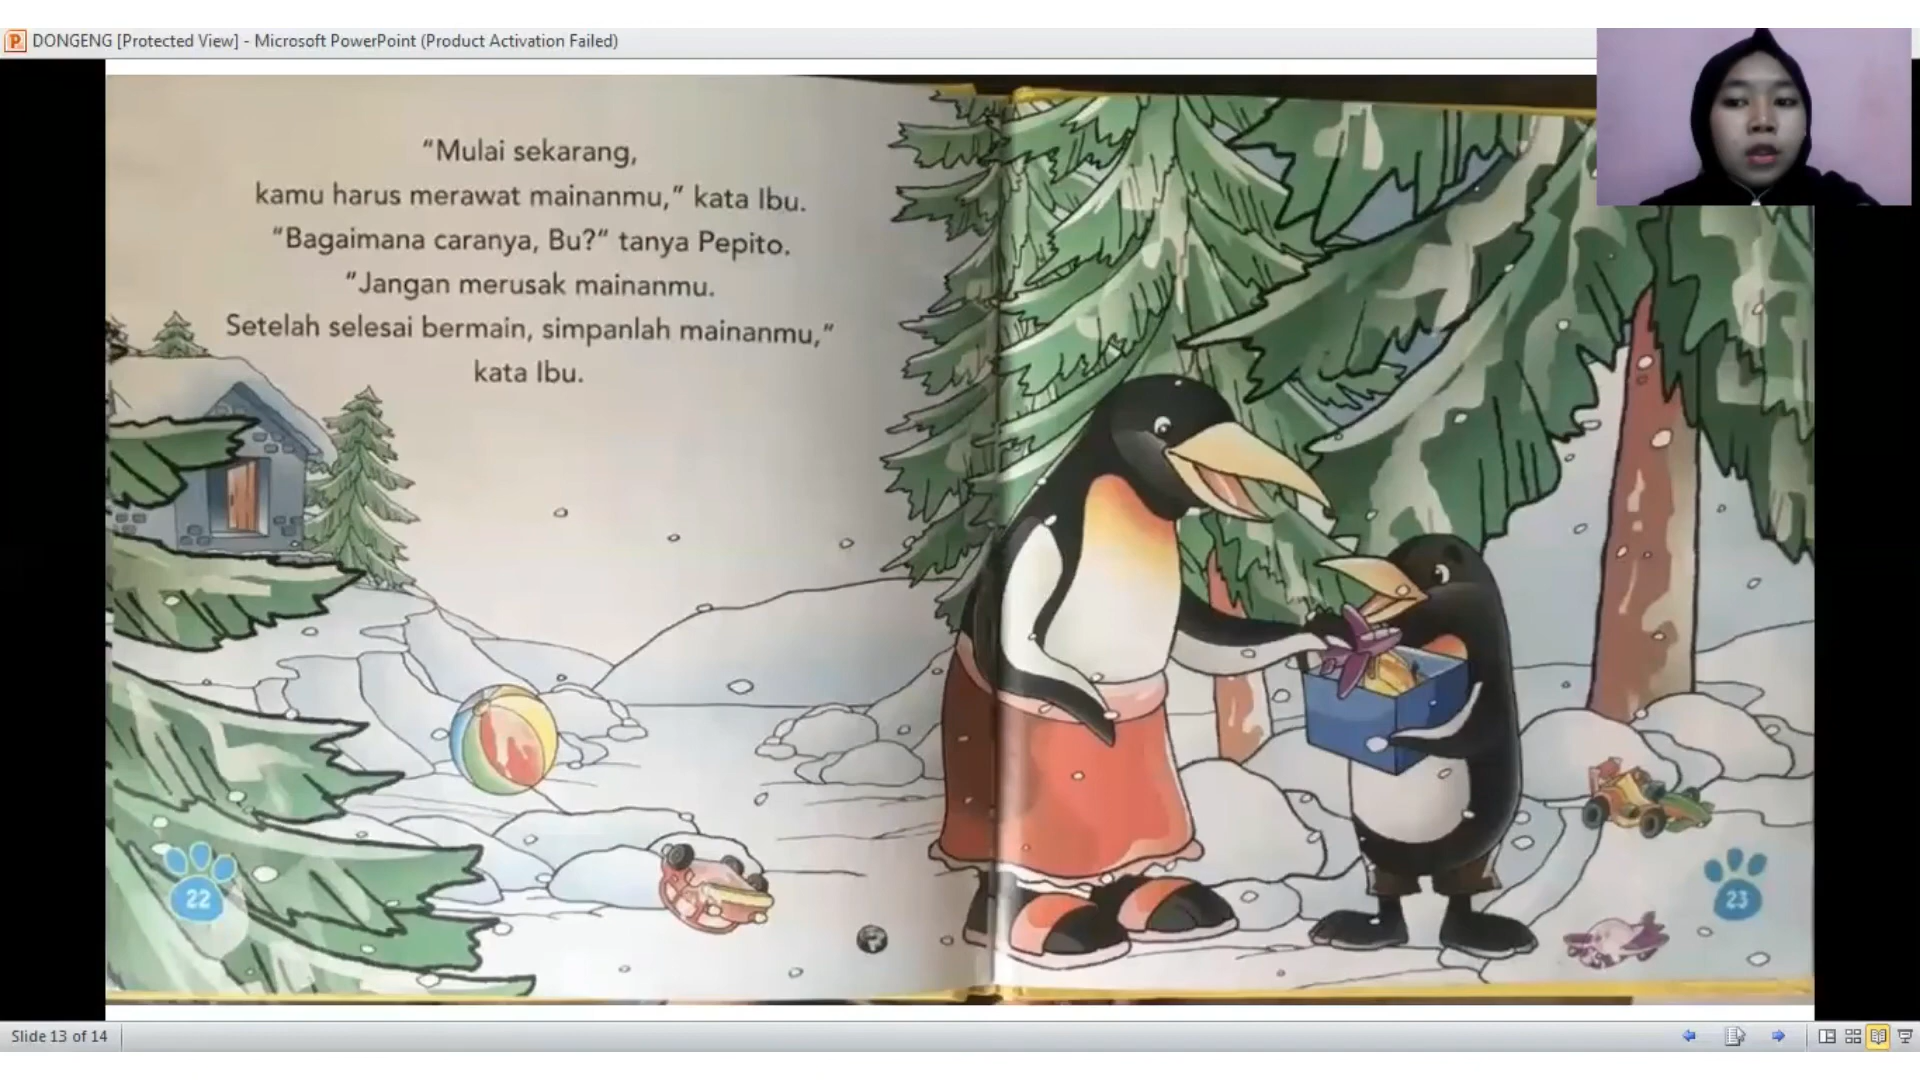 DONGENG [Protected View] - Microsoft PowerPoint (Product Activation Failed)
“Mulai sekarang,
kamu harus merawat mainanmu,” kata Ibu.
“Bagaimana caranya, Bu?” tanya Pepito.
“Jangan merusak mainanmu.
Setelah selesai bermain, simpanlah mainanmu,”
kata Ibu.
22
23
Slide 13 of 14